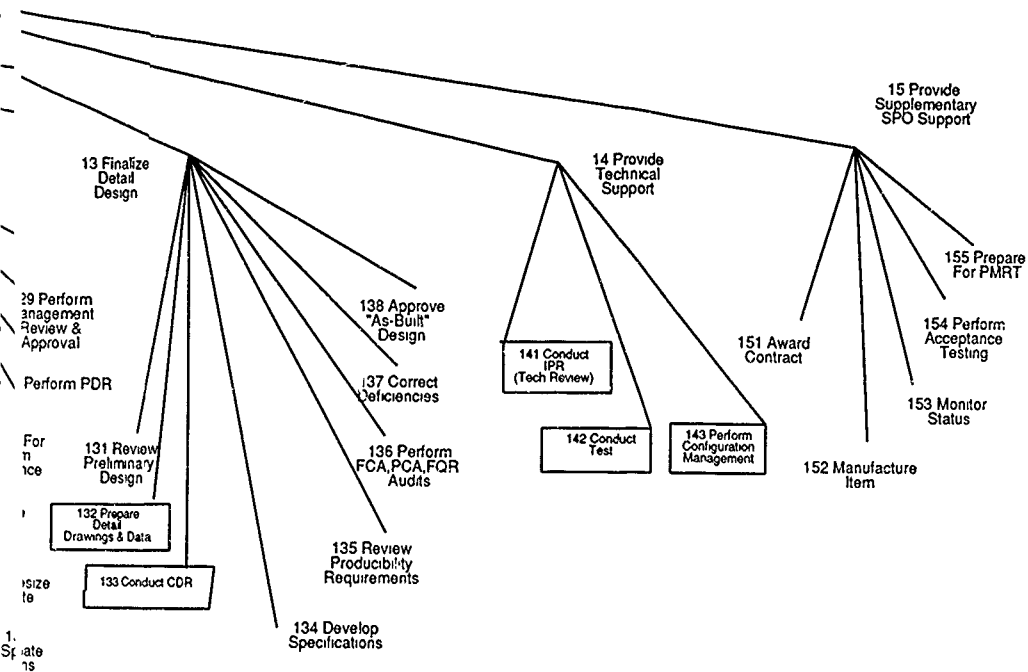 15 Provide
Supplementary
SPO Support
13 Finalize
Detail
Design
14 Provide
Technical
Support
155 Prepare
For PMRT
29 Perform
anagement
Review &
Approval
138 Approve
"As-Built"
Design
154 Perform
Acceptance
Testing
151 Award
Contract
141 Conduct
IPR
(Tech Review)
Perform PDR
137 Correct
Deficiencies
153 Monitor
Status
For
131 Review
Preliminary
Design
136 Perform
FCA,PCA,FQR
Audits
142 Conduct
Test
143 Perform
Configuration
Management
152 Manufacture
Item
132 Prepare
Detail
Drawings & Data
135 Review
Producibility
Requirements
133 Conduct CDR
134 Develop
Specifications